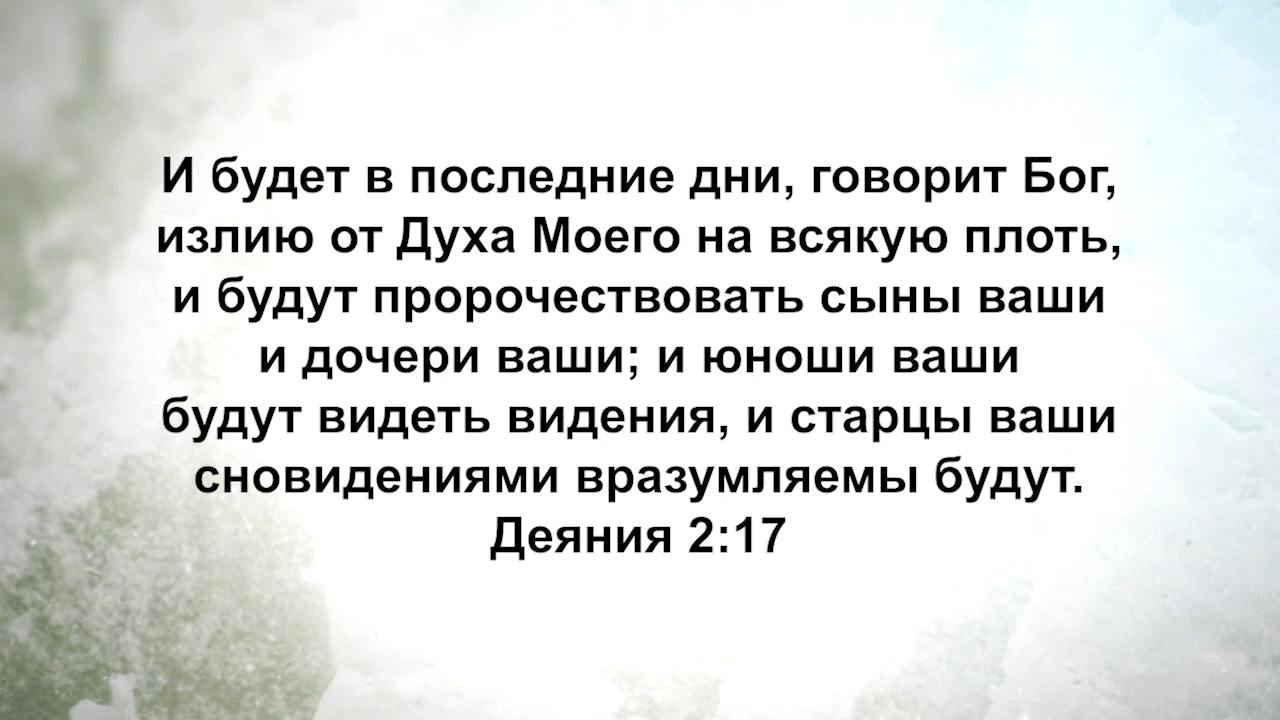 И будет в последние дни, говорит Бог,
излию от Духа Моего на всякую плоть,
и будут пророчествовать сыны ваши
и дочери ваши; и юноши ваши
будут видеть видения, и старцы ваши
сновидениями вразумляемы будут.
Деяния 2:17